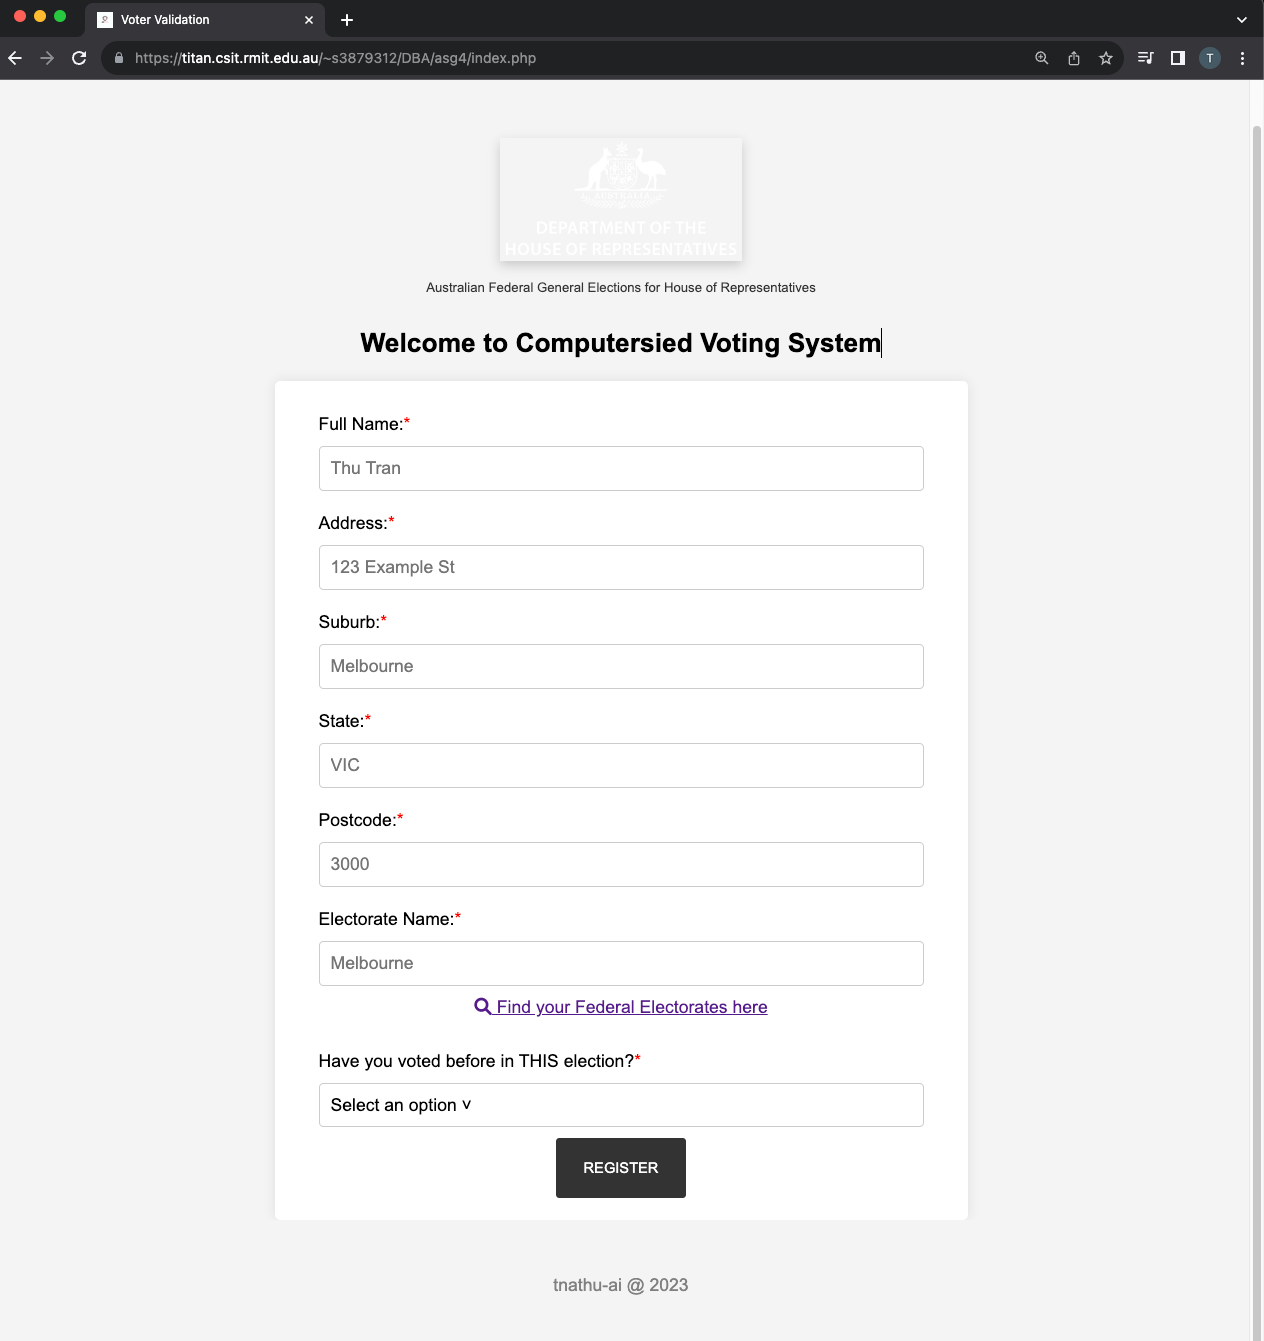 Voter Validation
https://titan.csit.rmit.edu.au/~s3879312/DBA/asg4/index.php
T
AUSTRALIA
DEPARTMENT OF THE
HOUSE OF REPRESENTATIVES
Australian Federal General Elections for House of Representatives
Welcome to Computersied Voting System
Full Name:*
Thu Tran
Address:*
123 Example St
Suburb:*
Melbourne
State:*
VIC
Postcode:*
3000
Electorate Name:*
Melbourne
Find your Federal Electorates here
Have you voted before in THIS election?*
Select an option
REGISTER
tnathu-ai @ 2023